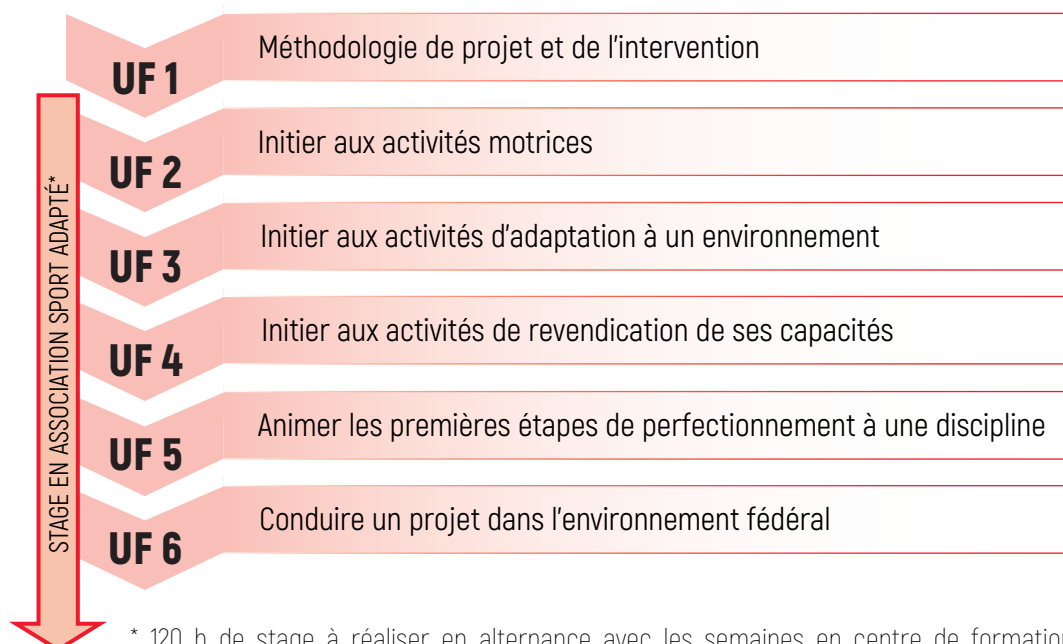 UF 1
Méthodologie de projet et de l'intervention
UF 2
Initier aux activités motrices
UF 3
Initier aux activités d'adaptation à un environnement
UF 4
Initier aux activités de revendication de ses capacités
UF 5
Animer les premières étapes de perfectionnement à une discipline
UF 6
Conduire un projet dans l'environnement fédéral
STAGE EN ASSOCIATION SPORT ADAPTÉ*
* 120 h de stage à réaliser en alternance avec les semaines en centre de formation